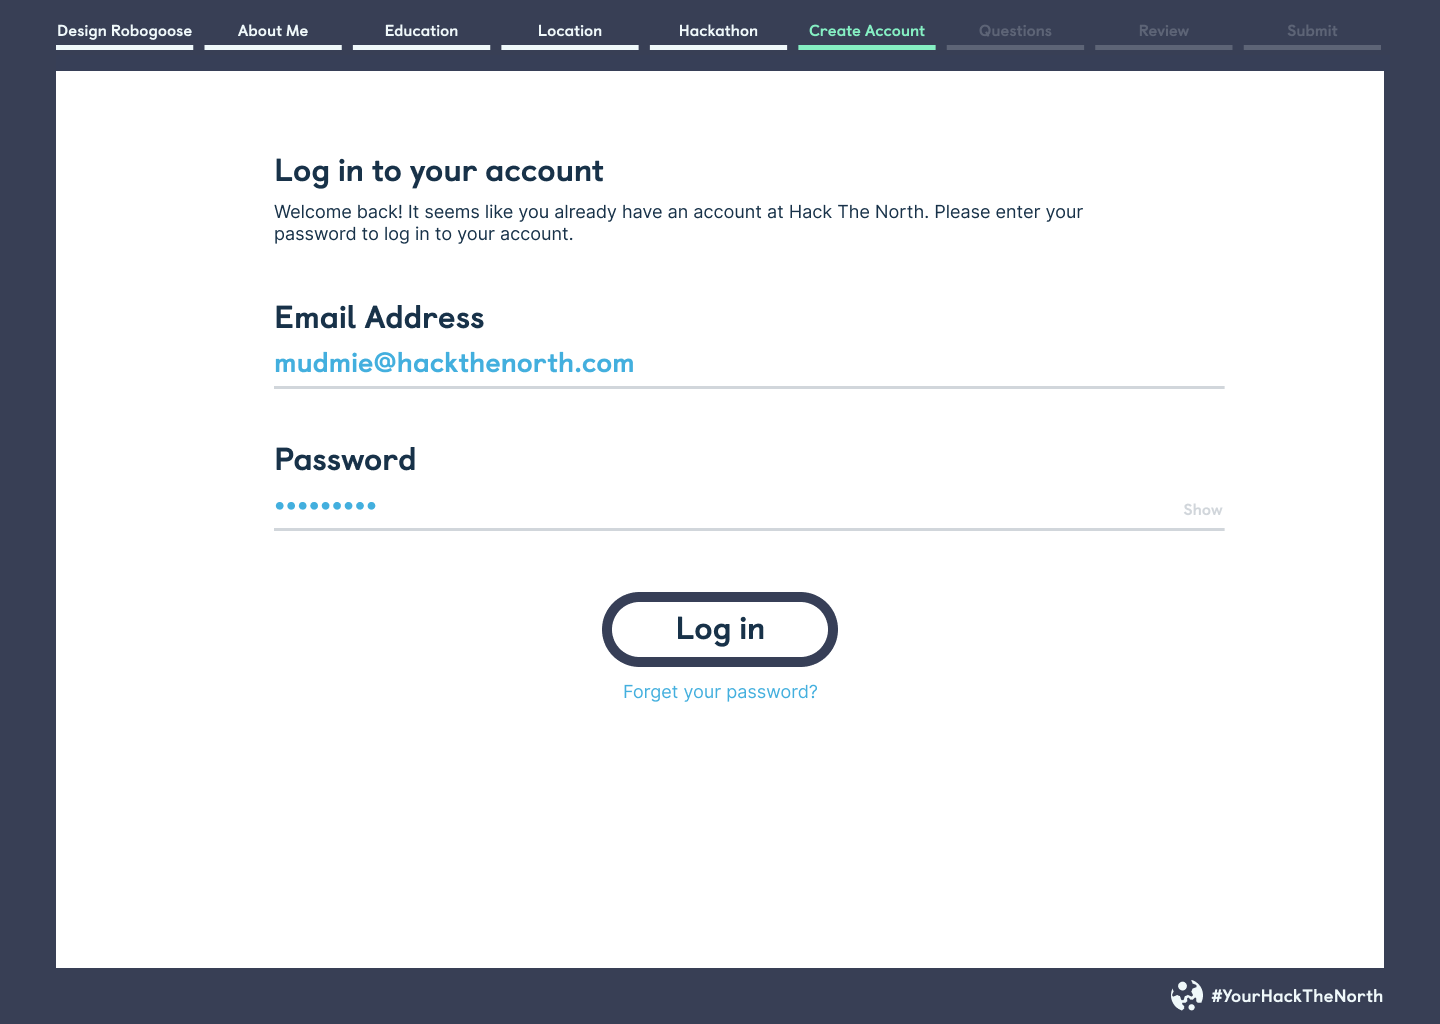 Design Robogoose
About Me
Education
Location
Hackathon
Create Account
Questions
Review
Submit
Log in to your account
Welcome back! It seems like you already have an account at Hack The North. Please enter your
password to log in to your account.
Email Address
mudmie@hackthenorth.com
Password
•••••••••
Show
Log in
Forget your password?
#YourHackTheNorth